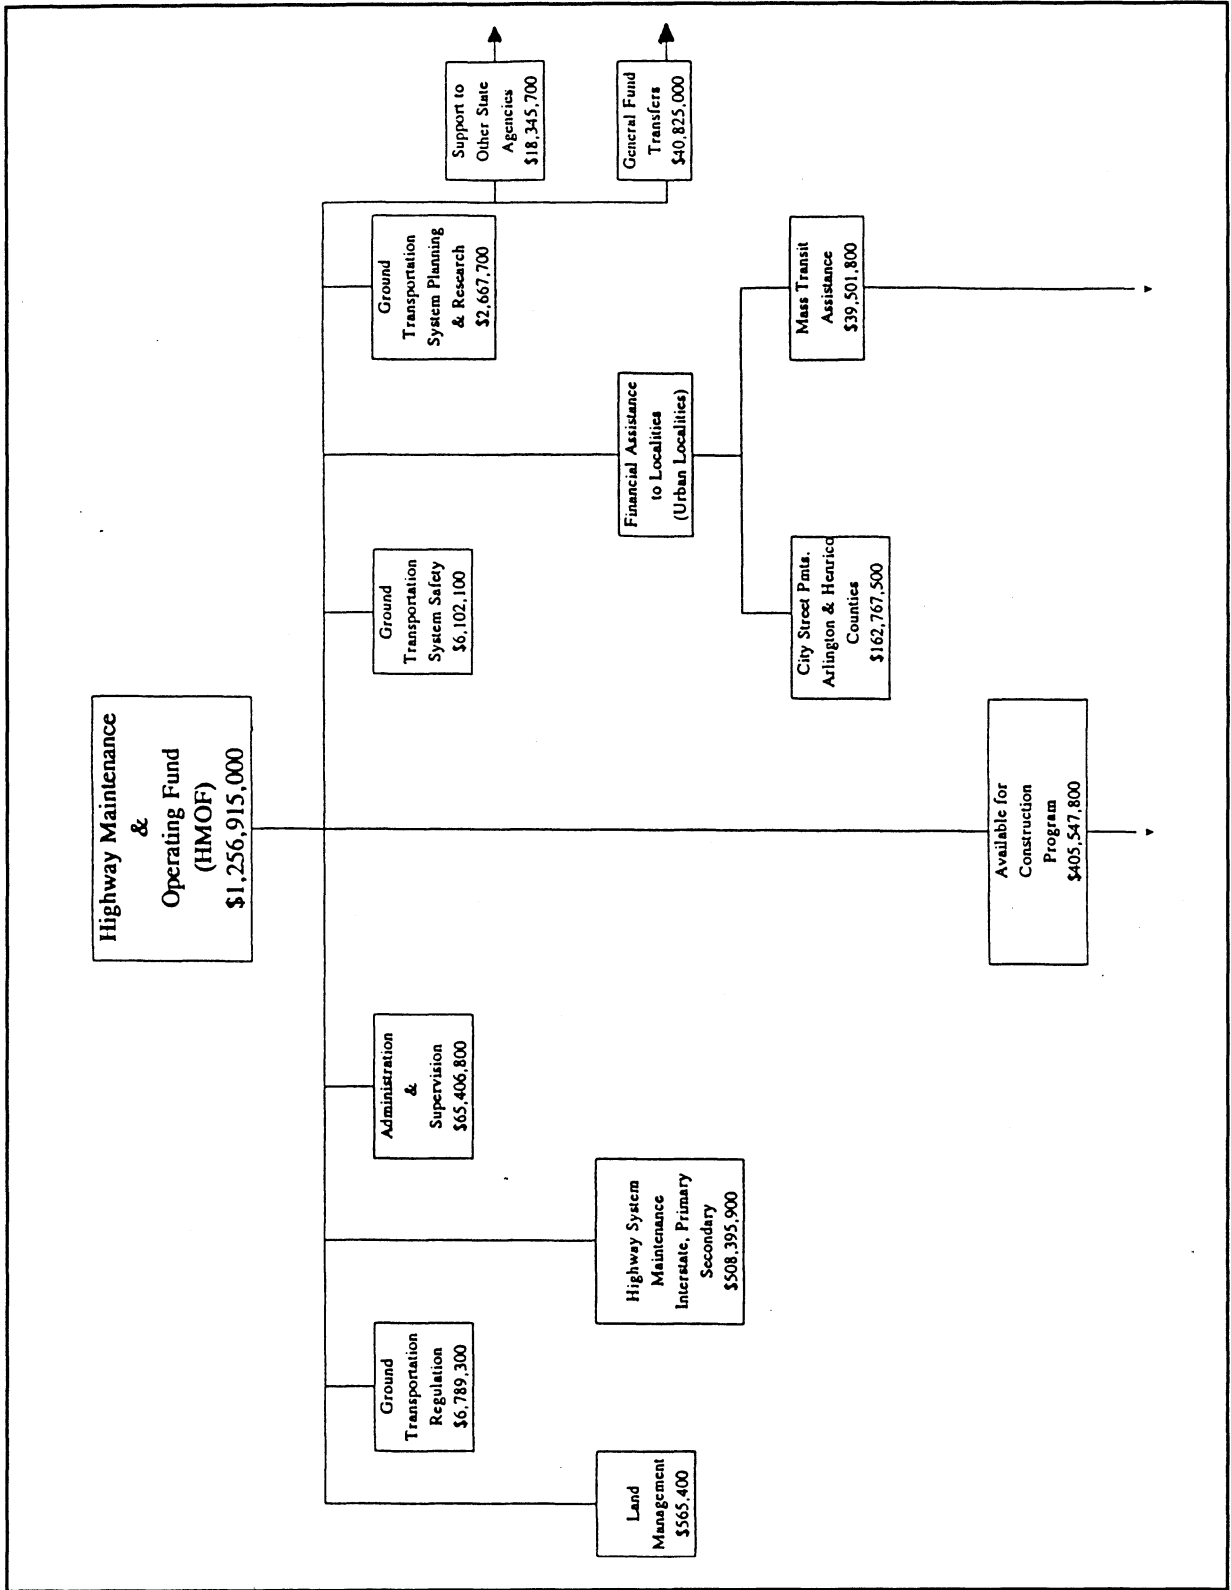 Highway Maintenance
&
Operating Fund
(HMOF)
$1,256,915,000
Land
Management
$565,400
Ground
Transportation
Regulation
$6,789,300
Highway System
Maintenance
Interstate, Primary
Secondary
$508,395,900
Administration
&
Supervision
$65,406,800
Available for
Construction
Program
$405,547,800
Ground
Transportation
System Safety
$6,102,100
Financial Assistance
to Localities
(Urban Localities)
City Street Pmts.
Arlington & Henrico
Counties
$162,767,500
Mass Transit
Assistance
$39,501,800
Ground
Transportation
System Planning
& Research
$2,667,700
Support to
Other State
Agencies
$18,345,700
General Fund
Transfers
$40,825,000